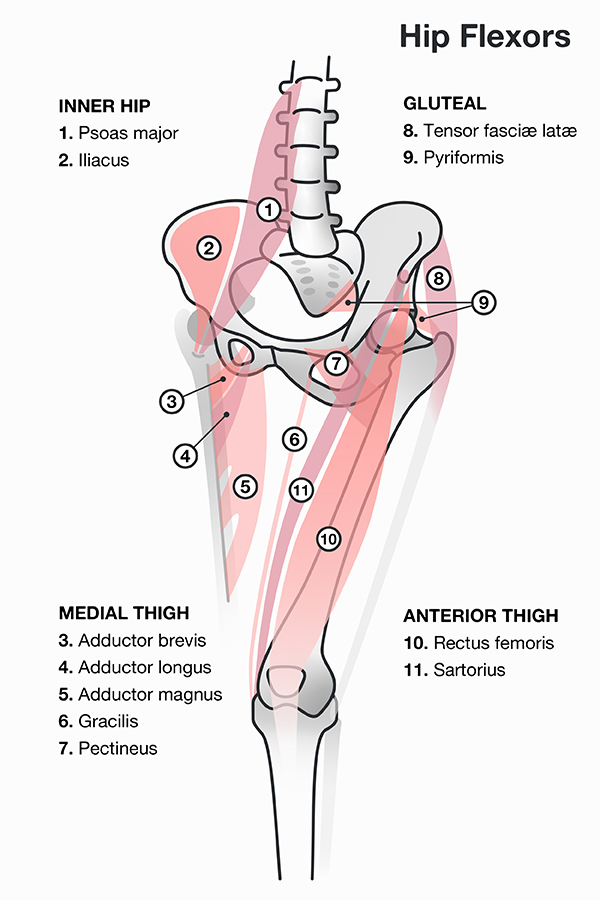 Hip Flexors
INNER HIP
1. Psoas major
2. Iliacus
GLUTEAL
8. Tensor fasciæ latæ
9. Pyriformis
1
2
8
9
7
3
4
6
5
11
10
MEDIAL THIGH
3. Adductor brevis
4. Adductor longus
5. Adductor magnus
6. Gracilis
7. Pectineus
ANTERIOR THIGH
10. Rectus femoris
11. Sartorius